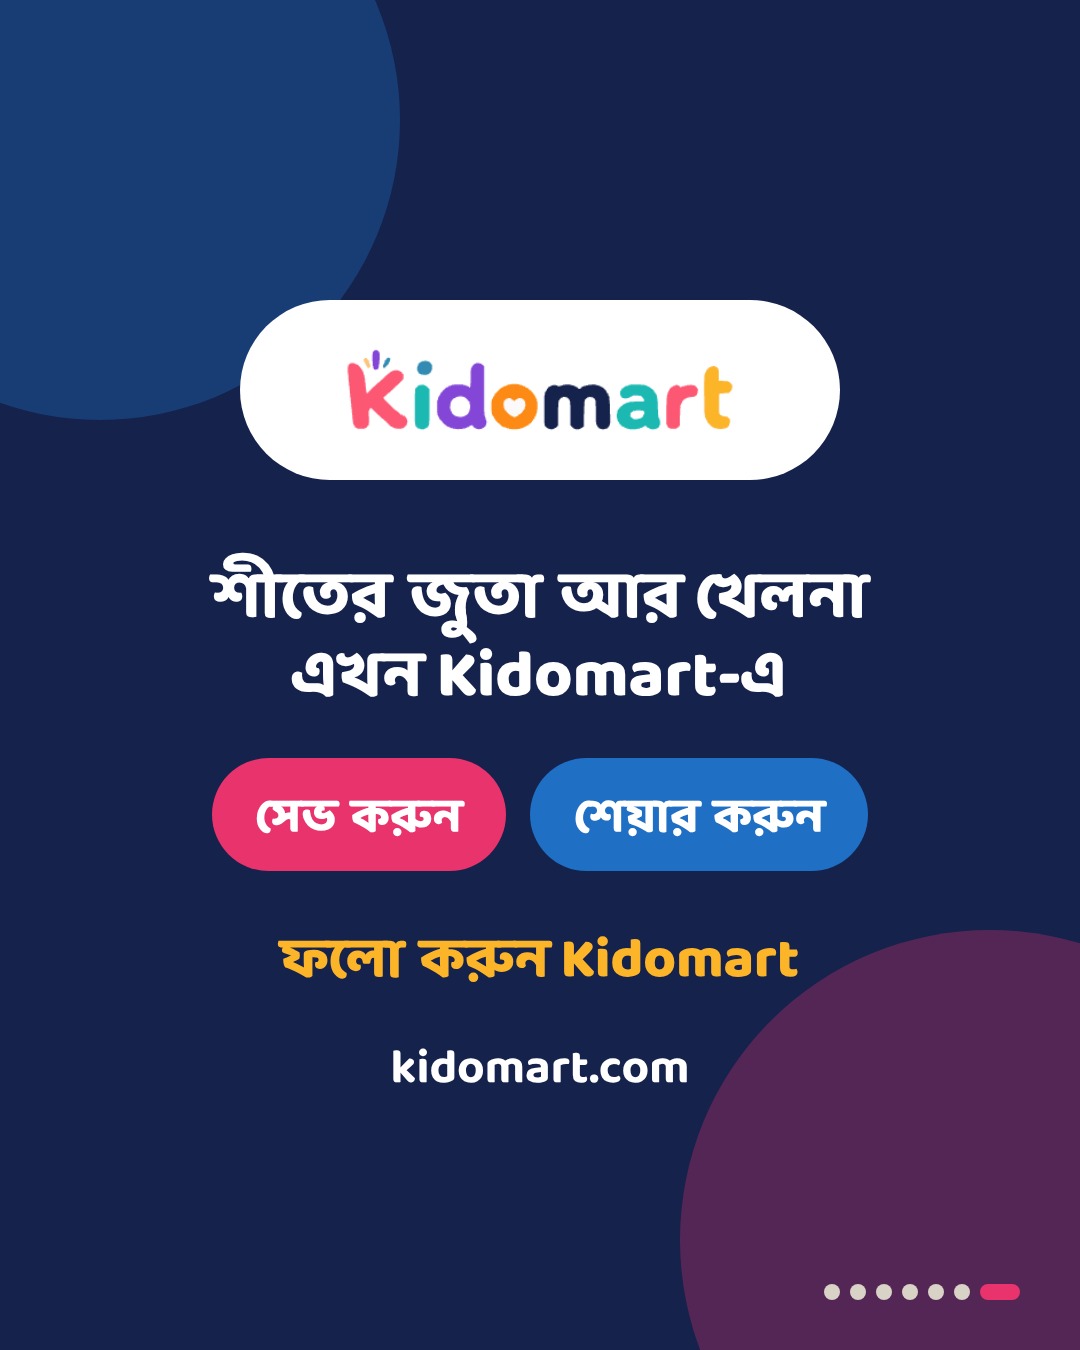 Kidomart
শীতের জুতা আর খেলনা
এখন Kidomart-এ
সেভ করুন
শেয়ার করুন
ফলো করুন Kidomart
kidomart.com